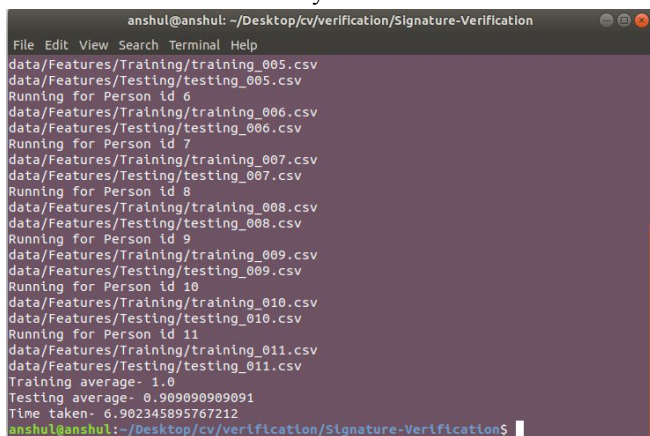 anshul@anshul: ~/Desktop/cv/verification/Signature-Verification
File Edit View Search Terminal Help
data/Features/Training/training_005.csv
data/Features/Testing/testing_005.csv
Running for Person id 6
data/Features/Training/training_006.csv
data/Features/Testing/testing_006.csv
Running for Person id 7
data/Features/Training/training_007.csv
data/Features/Testing/testing_007.csv
Running for Person id 8
data/Features/Training/training_008.csv
data/Features/Testing/testing_008.csv
Running for Person id 9
data/Features/Training/training_009.csv
data/Features/Testing/testing_009.csv
Running for Person id 10
data/Features/Training/training_010.csv
data/Features/Testing/testing_010.csv
Running for Person id 11
data/Features/Training/training_011.csv
data/Features/Testing/testing_011.csv
Training average- 1.0
Testing average- 0.909090909091
Time taken- 6.902345895767212
anshul@anshul:~/Desktop/cv/verification/Signature-Verification$